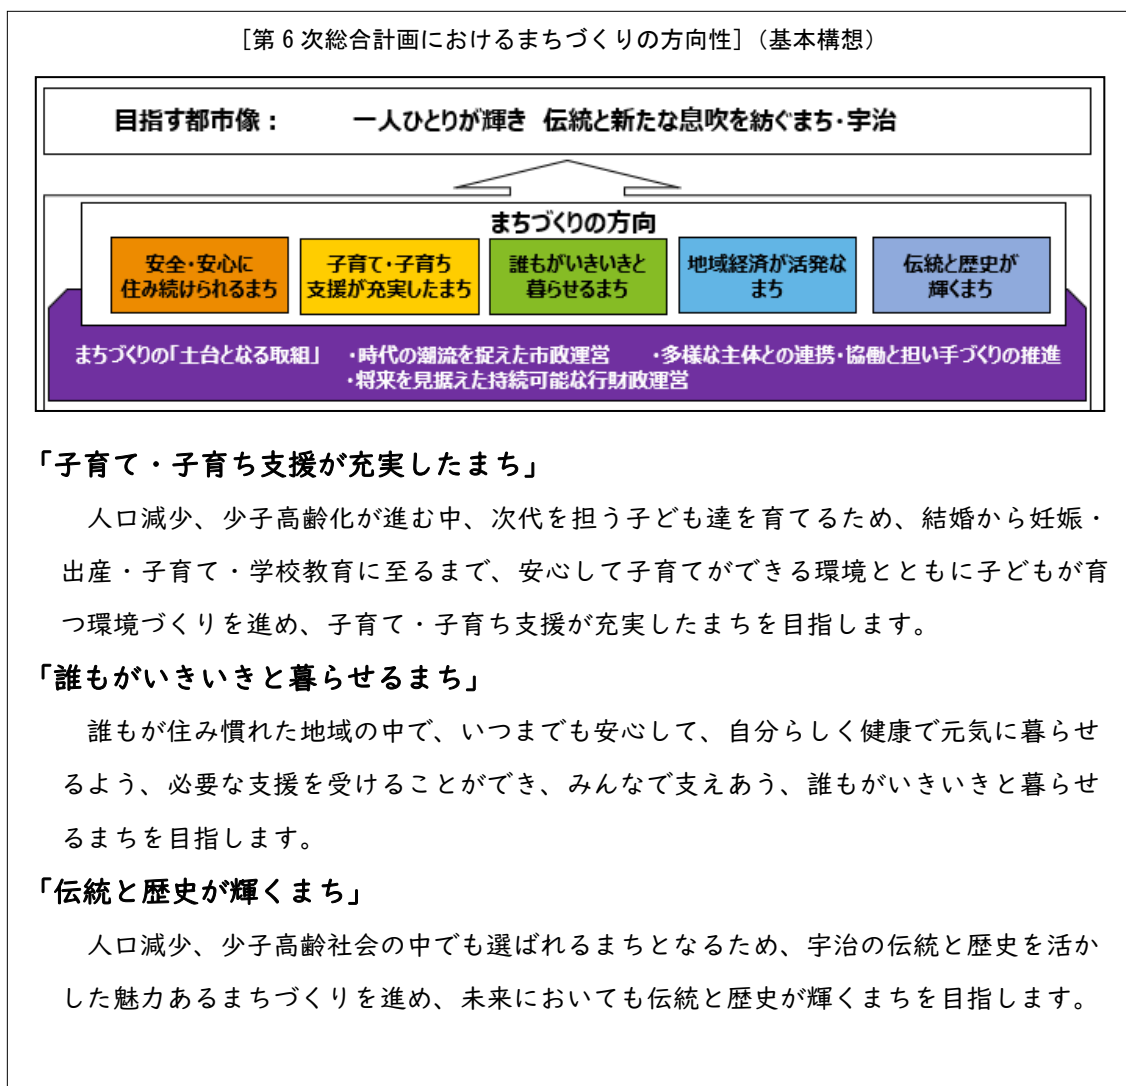 [第6次総合計画におけるまちづくりの方向性]（基本構想）
目指す都市像： 一人ひとりが輝き 伝統と新たな息吹を紡ぐまち・宇治
まちづくりの方向
安全・安心に
住み続けられるまち
子育て・子育ち
支援が充実したまち
誰もがいきいきと
暮らせるまち
地域経済が活発な
まち
伝統と歴史が
輝くまち
まちづくりの「土台となる取組」 ・時代の潮流を捉えた市政運営 ・多様な主体との連携・協働と担い手づくりの推進
・将来を見据えた持続可能な行財政運営
「子育て・子育ち支援が充実したまち」
人口減少、少子高齢化が進む中、次代を担う子ども達を育てるため、結婚から妊娠・
出産・子育て・学校教育に至るまで、安心して子育てができる環境とともに子どもが育
つ環境づくりを進め、子育て・子育ち支援が充実したまちを目指します。
「誰もがいきいきと暮らせるまち」
誰もが住み慣れた地域の中で、いつまでも安心して、自分らしく健康で元気に暮らせ
るよう、必要な支援を受けることができ、みんなで支えあう、誰もがいきいきと暮らせ
るまちを目指します。
「伝統と歴史が輝くまち」
人口減少、少子高齢社会の中でも選ばれるまちとなるため、宇治の伝統と歴史を活か
した魅力あるまちづくりを進め、未来においても伝統と歴史が輝くまちを目指します。